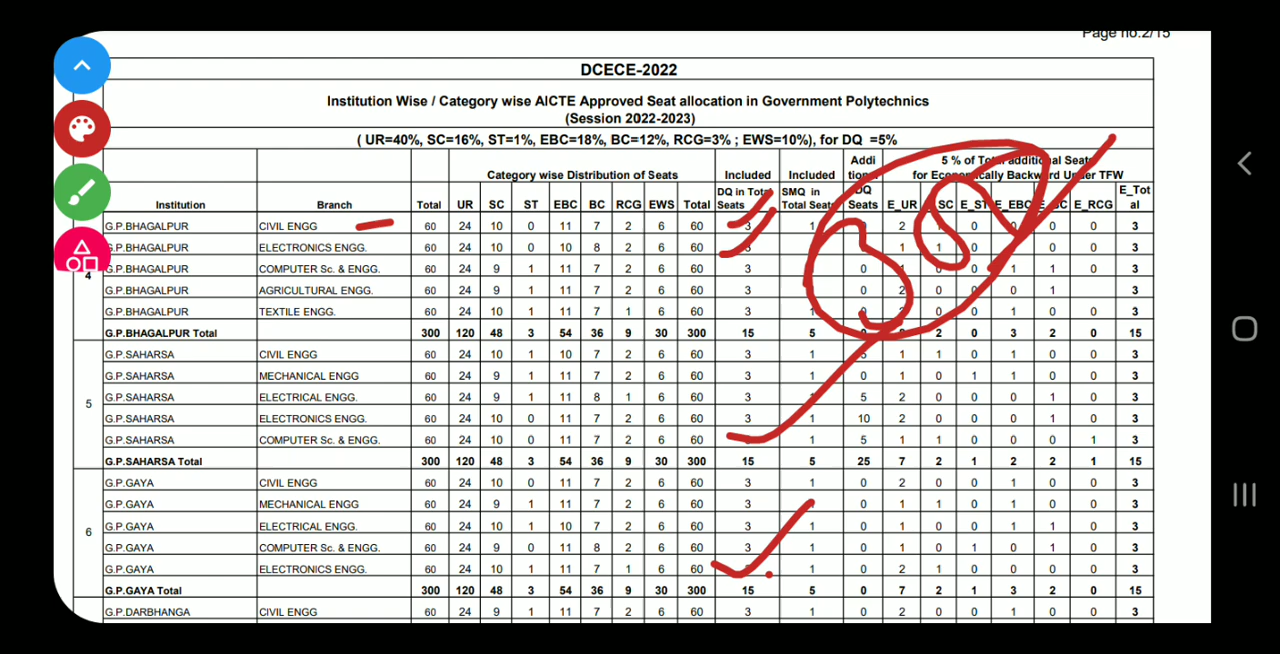 Page no.2/15
DCECE-2022
Institution Wise / Category wise AICTE Approved Seat allocation in Government Polytechnics
(Session 2022-2023)
( UR=40%, SC=16%, ST=1%, EBC=18%, BC=12%, RCG=3% ; EWS=10%), for DQ =5%
Institution Branch Total Category wise Distribution of Seats Included DQ in Total Seats Included SMQ in Total Seats Addi tional DQ Seats 5 % of Total additional Seats for Economically Backward Under TFW
UR SC ST EBC BC RCG EWS Total E_UR SC E_ST E_EBC E_RCG E_Tot al
G.P.BHAGALPUR CIVIL ENGG 60 24 10 0 11 7 2 6 60 3 1 2 0 0 0 3
G.P.BHAGALPUR ELECTRONICS ENGG. 60 24 10 0 10 8 2 6 60 1 1 0 0 0 3
4 G.P.BHAGALPUR COMPUTER Sc. & ENGG. 60 24 9 1 11 7 2 6 60 3 0 1 1 0 3
G.P.BHAGALPUR AGRICULTURAL ENGG. 60 24 9 1 11 7 2 6 60 3 0 2 0 0 1 3
G.P.BHAGALPUR TEXTILE ENGG. 60 24 10 1 11 7 1 6 60 3 0 0 1 0 0 3
G.P.BHAGALPUR Total 300 120 48 3 54 36 9 30 300 15 5 2 0 3 2 0 15
G.P.SAHARSA CIVIL ENGG 60 24 10 1 10 7 2 6 60 3 1 1 1 0 1 0 0 3
G.P.SAHARSA MECHANICAL ENGG 60 24 9 1 11 7 2 6 60 3 1 0 1 0 1 1 0 0 3
5 G.P.SAHARSA ELECTRICAL ENGG. 60 24 9 1 11 8 1 6 60 3 5 2 0 0 0 1 0 3
G.P.SAHARSA ELECTRONICS ENGG. 60 24 10 0 11 7 2 6 60 3 1 10 2 0 0 0 1 0 3
G.P.SAHARSA COMPUTER Sc. & ENGG. 60 24 10 0 11 7 2 6 60 1 5 1 1 0 0 0 1 3
G.P.SAHARSA Total 300 120 48 3 54 36 9 30 300 15 5 25 7 2 1 2 2 1 15
G.P.GAYA CIVIL ENGG 60 24 10 0 11 7 2 6 60 3 1 0 2 0 0 1 0 0 3
G.P.GAYA MECHANICAL ENGG 60 24 9 1 11 7 2 6 60 3 0 1 1 0 1 0 0 3
6 G.P.GAYA ELECTRICAL ENGG. 60 24 10 1 10 7 2 6 60 3 1 0 1 0 0 1 1 0 3
G.P.GAYA COMPUTER Sc. & ENGG. 60 24 9 0 11 8 2 6 60 3 1 0 1 0 1 0 1 0 3
G.P.GAYA ELECTRONICS ENGG. 60 24 10 1 11 7 1 6 60 1 0 2 1 0 0 0 0 3
G.P.GAYA Total 300 120 48 3 54 36 9 30 300 15 5 0 7 2 1 3 2 0 15
G.P.DARBHANGA CIVIL ENGG 60 24 9 1 11 7 2 6 60 3 1 0 2 0 0 1 0 0 3